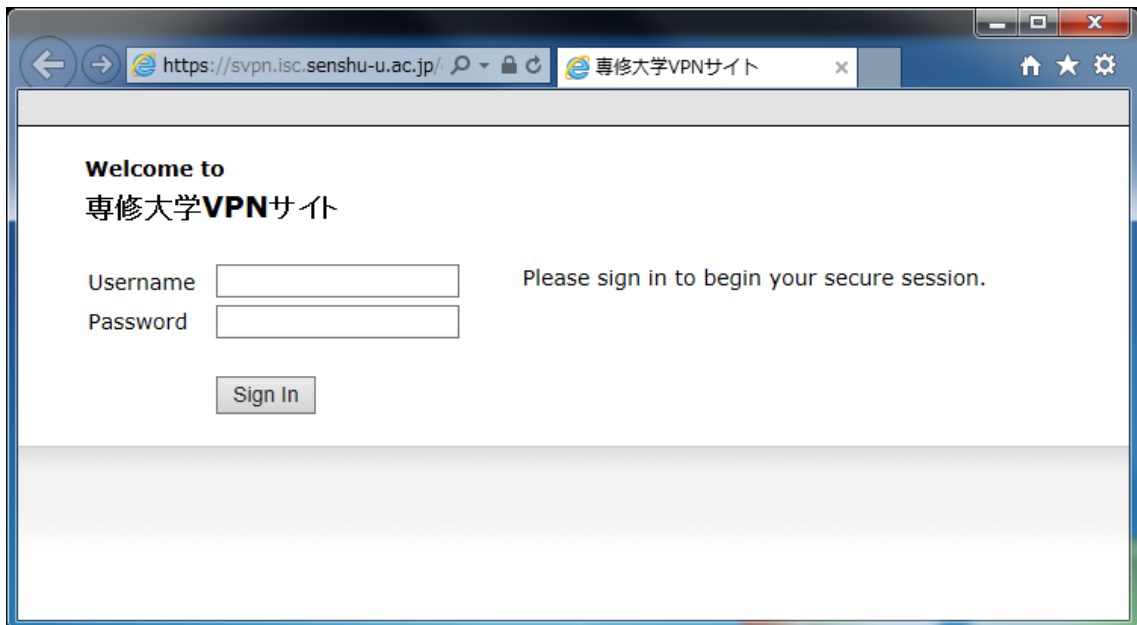 https://svpn.isc.senshu-u.ac.jp/
専修大学VPNサイト
Welcome to
専修大学VPNサイト
Username
Please sign in to begin your secure session.
Password
Sign In